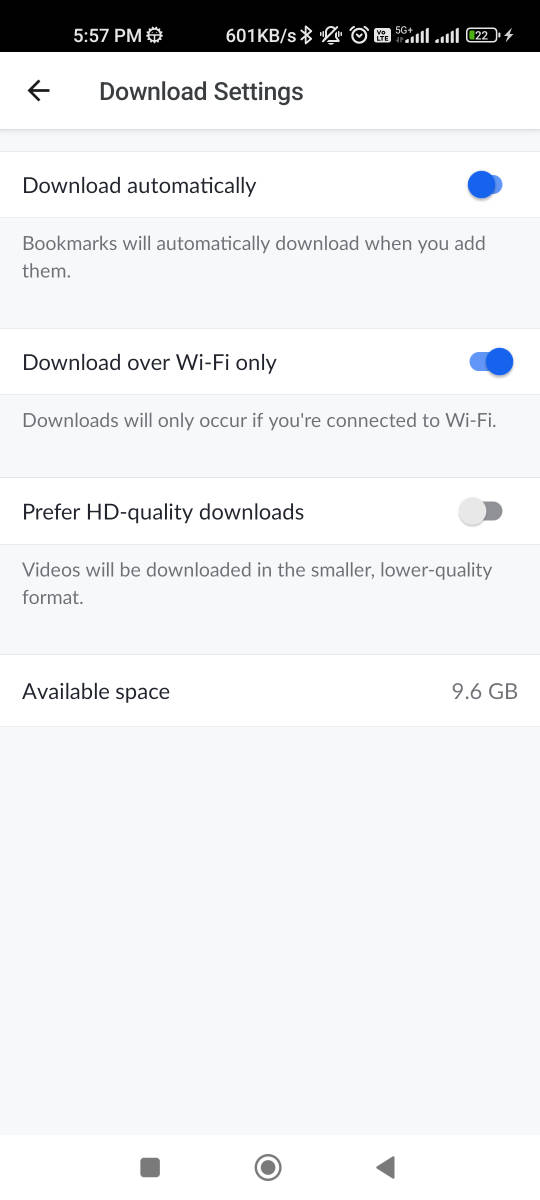 5:57 PM 601KB/s Vo LTE 5G+ 22
Download Settings
Download automatically
Bookmarks will automatically download when you add
them.
Download over Wi-Fi only
Downloads will only occur if you're connected to Wi-Fi.
Prefer HD-quality downloads
Videos will be downloaded in the smaller, lower-quality
format.
Available space 9.6 GB